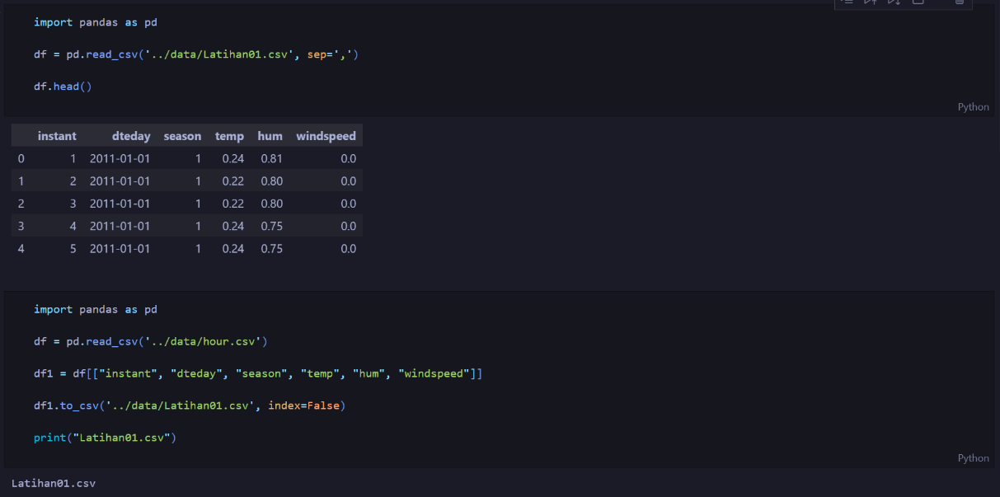 import pandas as pd
df = pd.read_csv('../data/Latihan01.csv', sep=',')
df.head()
Python
instant dteday season temp hum windspeed
0 1 2011-01-01 1 0.24 0.81 0.0
1 2 2011-01-01 1 0.22 0.80 0.0
2 3 2011-01-01 1 0.22 0.80 0.0
3 4 2011-01-01 1 0.24 0.75 0.0
4 5 2011-01-01 1 0.24 0.75 0.0
import pandas as pd
df = pd.read_csv('../data/hour.csv')
df1 = df[["instant", "dteday", "season", "temp", "hum", "windspeed"]]
df1.to_csv('../data/Latihan01.csv', index=False)
print("Latihan01.csv")
Python
Latihan01.csv